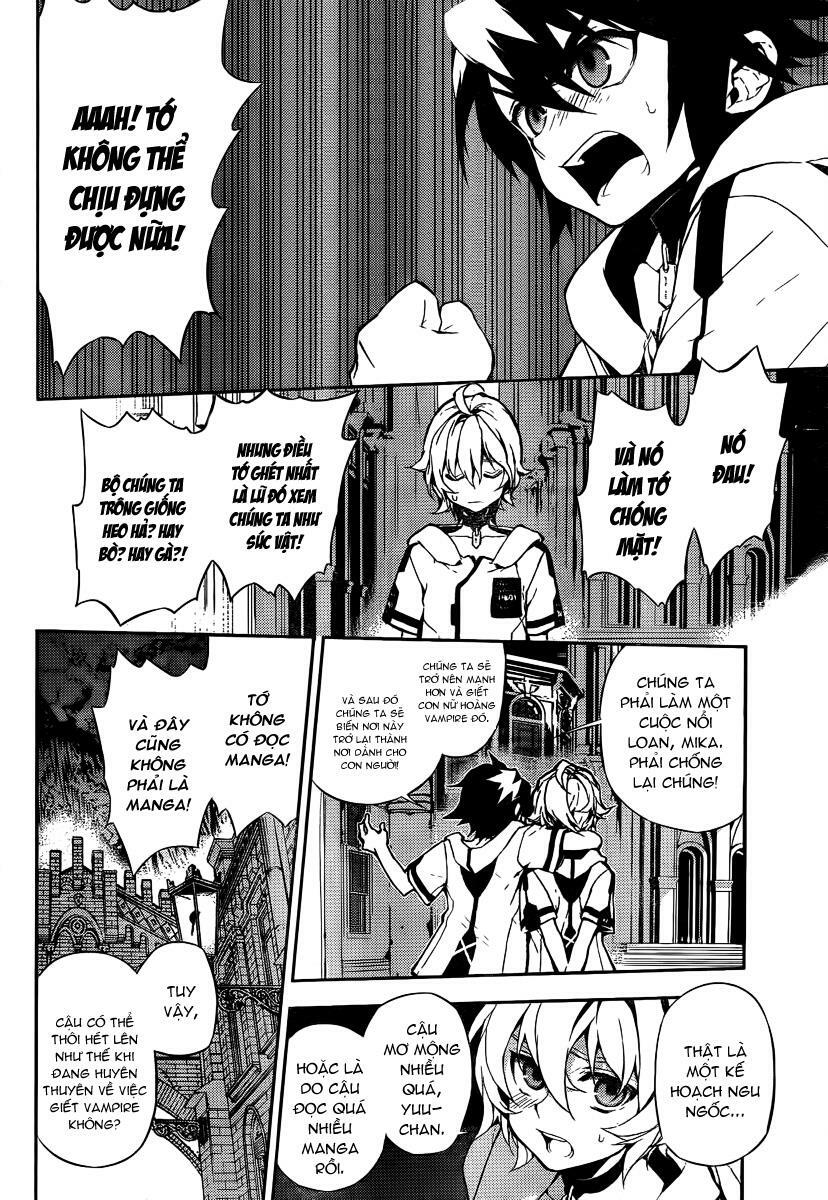 AAAH! TỚ
KHÔNG THỂ
CHỊU ĐỰNG
ĐƯỢC NỮA!
NÓ
ĐAU!
VÀ NÓ
LÀM TỚ
CHÓNG
MẶT!
NHƯNG ĐIỀU
TỚ GHÉT NHẤT
LÀ LĨ ĐÓ XEM
CHÚNG TA NHƯ
SÚC VẬT!
BỘ CHÚNG TA
TRÔNG GIỐNG
HEO HẢ? HAY
BÒ? HAY GÀ?!
CHÚNG TA
PHẢI LÀM MỘT
CUỘC NỔI
LOẠN, MIKA.
PHẢI CHỐNG
LẠI CHÚNG!
CHÚNG TA SẼ
TRỞ NÊN MẠNH
HƠN VÀ GIẾT
CON NỮ HOÀNG
VAMPIRE ĐÓ.
VÀ SAU ĐÓ
CHÚNG TA SẼ
BIẾN NƠI NÀY
TRỞ LẠI THÀNH
NƠI DÀNH CHO
CON NGƯỜI!
THẬT LÀ
MỘT KẾ
HOẠCH NGU
NGỐC...
CẬU
MƠ MỘNG
NHIỀU
QUÁ,
YUU-
CHAN.
HOẶC LÀ
DO CẬU
ĐỌC QUÁ
NHIỀU
MANGA
RỒI.
TỚ
KHÔNG
CÓ ĐỌC
MANGA!
VÀ ĐÂY
CŨNG
KHÔNG
PHẢI LÀ
MANGA!
TUY
VẬY,
CẬU CÓ THỂ
THÔI HÉT LÊN
NHƯ THẾ KHI
ĐANG HUYÊN
THUYÊN VỀ VIỆC
GIẾT VAMPIRE
KHÔNG?